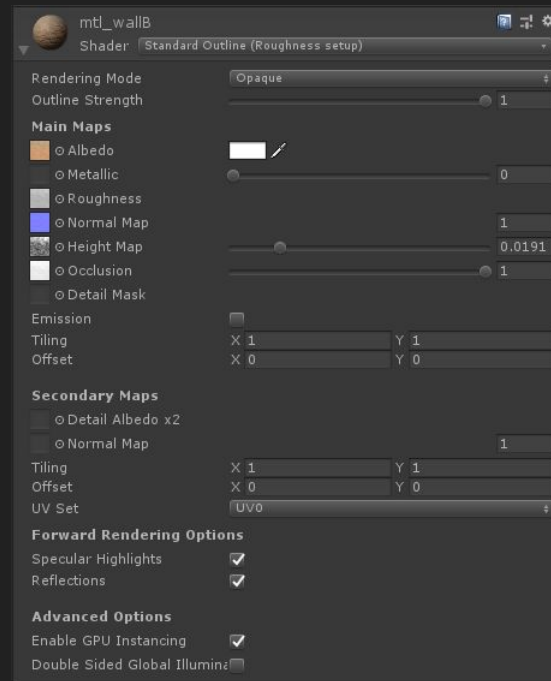 mtl_wallB
Shader Standard Outline (Roughness setup)
Rendering Mode Opaque
Outline Strength 1
Main Maps
Albedo
Metallic 0
Roughness
Normal Map 1
Height Map 0.0191
Occlusion 1
Detail Mask
Emission
Tiling X 1 Y 1
Offset X 0 Y 0
Secondary Maps
Detail Albedo x2
Normal Map 1
Tiling X 1 Y 1
Offset X 0 Y 0
UV Set UV0
Forward Rendering Options
Specular Highlights
Reflections
Advanced Options
Enable GPU Instancing
Double Sided Global Illumina